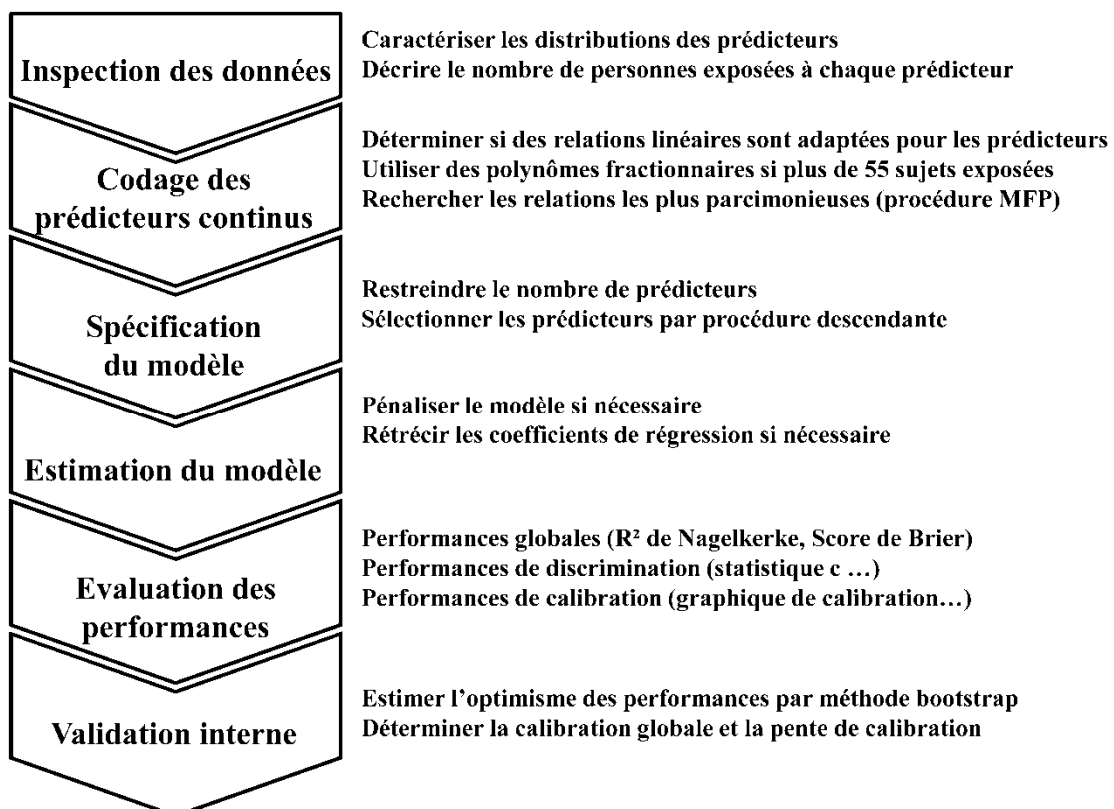 Inspection des données
Caractériser les distributions des prédicteurs
Décrire le nombre de personnes exposées à chaque prédicteur
Codage des
prédicteurs continus
Déterminer si des relations linéaires sont adaptées pour les prédicteurs
Utiliser des polynômes fractionnaires si plus de 55 sujets exposées
Rechercher les relations les plus parcimonieuses (procédure MFP)
Spécification
du modèle
Restreindre le nombre de prédicteurs
Sélectionner les prédicteurs par procédure descendante
Estimation du modèle
Pénaliser le modèle si nécessaire
Rétrécir les coefficients de régression si nécessaire
Evaluation des
performances
Performances globales (R² de Nagelkerke, Score de Brier)
Performances de discrimination (statistique c …)
Performances de calibration (graphique de calibration…)
Validation interne
Estimer l’optimisme des performances par méthode bootstrap
Déterminer la calibration globale et la pente de calibration